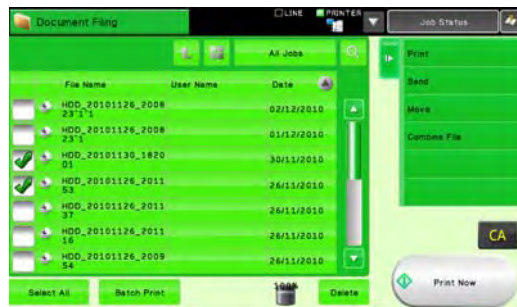 Document Filing
LINE
PRINTER
Job Status
All Jobs
File Name User Name Date
HDD_20101126_2008
23~1~1 02/12/2010
HDD_20101126_2008
23~1 01/12/2010
HDD_20101130_1820
01 30/11/2010
HDD_20101126_2011
53 26/11/2010
HDD_20101126_2011
37 26/11/2010
HDD_20101126_2011
16 26/11/2010
HDD_20101126_2009
54 26/11/2010
Select All
Batch Print
100%
Delete
Print
Send
Move
Combine File
CA
Print Now